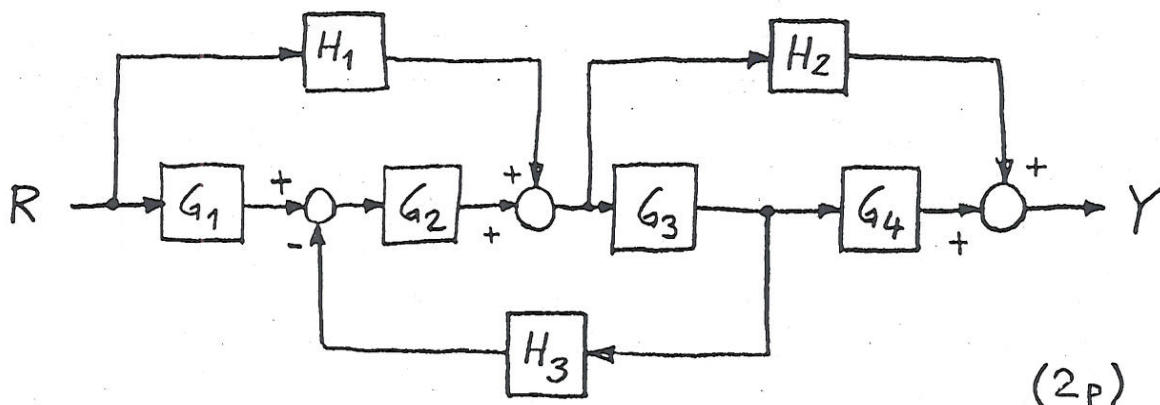 H1
H2
+
+
+
R
G1
G2
G3
G4
Y
-
+
+
H3
(2p)